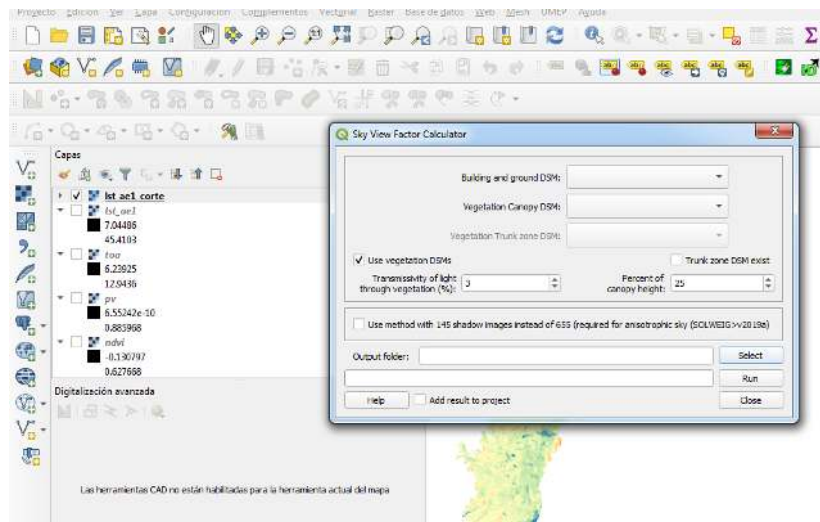 Proyecto Edición Ver Capa Configuración Complementos Vectorial Ráster Base de datos Web Mesh UMEP Ayuda
Capas
lst ae1 corte
lst_ae1
7.04486
45.4103
toa
6.23925
12.9436
pv
6.55242e-10
0.885968
ndvi
-0.130797
0.627668
Digitalización avanzada
Las herramientas CAD no están habilitadas para la herramienta actual del mapa
Sky View Factor Calculator
Building and ground DSM:
Vegetation Canopy DSM:
Vegetation Trunk zone DSM:
Use vegetation DSMs
Trunk zone DSM exist
Transmissivity of light
through vegetation (%): 3
Percent of
canopy height: 25
Use method with 145 shadow images instead of 655 (required for anisotrophic sky (SOLWEIG>v2019a)
Output folder:
Select
Run
Help
Add result to project
Close